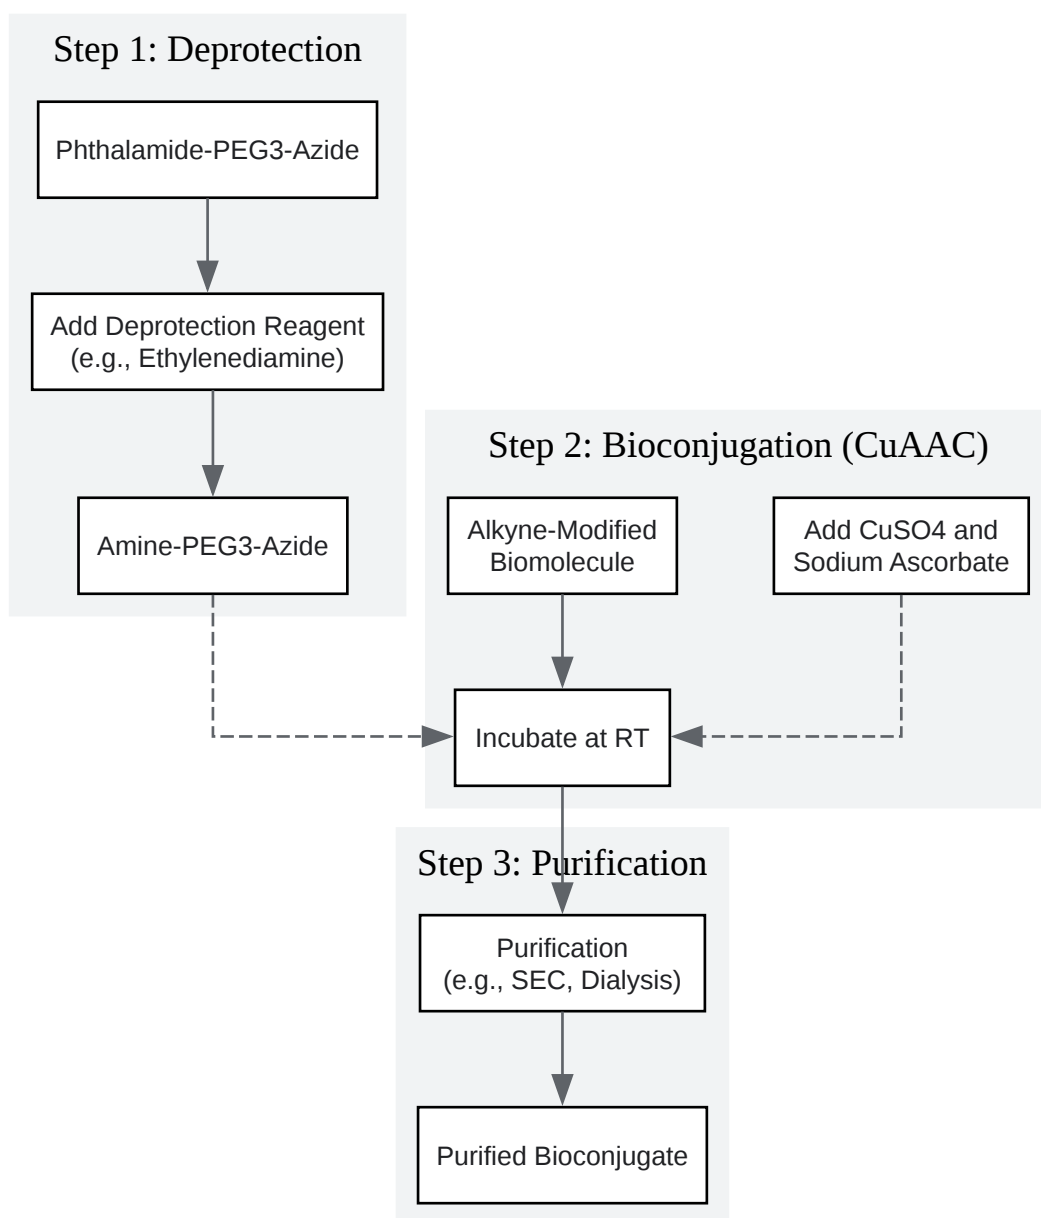 Step 1: Deprotection
Phthalamide-PEG3-Azide
Add Deprotection Reagent
(e.g., Ethylenediamine)
Amine-PEG3-Azide
Step 2: Bioconjugation (CuAAC)
Alkyne-Modified
Biomolecule
Add CuSO4 and
Sodium Ascorbate
Incubate at RT
Step 3: Purification
Purification
(e.g., SEC, Dialysis)
Purified Bioconjugate